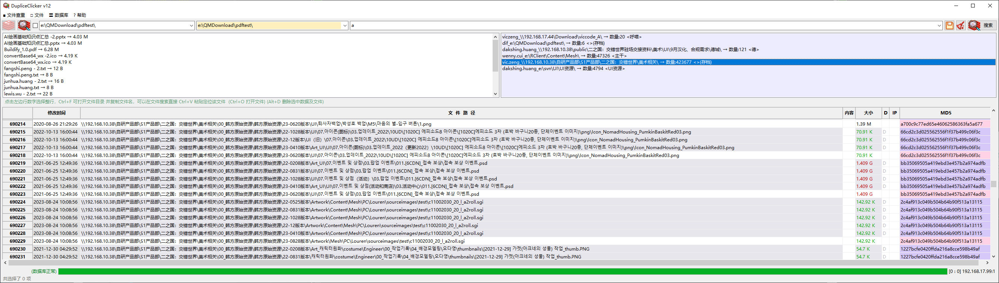 DupliceClicker v12
■ 文件查重 □ 文件 〓 数据库 ? 帮助
e:\QMDownload\pdftest\ e:\QMDownload\pdftest\ a 搜索
AI绘画基础知识点汇总 -2.pptx → 4.03 M
AI绘画基础知识点汇总.pptx → 4.03 M
Buildify_1.0.pdf → 6.28 M
convertBase64_wx -2.ico → 4.19 K
convertBase64_wx.ico → 4.19 K
fangshi.peng - 2.txt → 12 B
fangshi.peng.txt → 8 B
junhua.huang - 2.txt → 16 B
junhua.huang.txt → 8 B
lewis.wu - 2.txt → 22 B
viczeng_\\192.168.17.44\Download\viccode_A\ → 数量:20 <呼喵>
dif_e:\QMDownload\pdftest\ → 数量:6 <>(存档)
dakshing.huang_\\192.168.10.38\public\二之国：交错世界驻场交接资料\美术\UI\9月汉化、合规需求\德城\ → 数量:121 <德>
wenny.cui_e:\RClient\Content\Mesh\ → 数量:47326 <主干>
vic.zeng_\\192.168.10.38\自研产品部\S1产品部\二之国：交错世界\美术相关\ → 数量:423677 <>(存档)
dakshing.huang_e:\svn\UI\UI资源\ → 数量:4794 <UI资源>
点击左边行数字选择整行，Ctrl+F 可打开文件目录 并复制文件名，可以在文件搜索直接 Ctrl+V 粘贴定位该文件 (Ctrl+O 打开文件) (Alt+D 删除选中数据及文件)
修改时间 文 件 路 径 内容 大小 D IP MD5
690214 2020-08-26 21:29:26 \\192.168.10.38\自研产品部\S1产品部\二之国：交错世界\美术相关\00_韩方原始资源\韩方原始资源\23-0620版本\UI\퇴사자백업\박성호 백업\M5\마음의 별-입구 버튼\1.png 1.39 M a700c9c77ed65e46062586363fa5a677
690215 2022-10-13 16:00:44 \\192.168.10.38\自研产品部\S1产品部\二之国：交错世界\美术相关\00_韩方原始资源\韩方原始资源\22-1028版本\UI\07.아이콘(图标)\03.업데이트_2022\10UD\[1020C] 에피소드8 아이콘\[1020C]에피소드 3차 (호박 바구니20종, 단체이벤트 이미지)\png\Icon_NomadHousing_PumkinBaskitRed03.png 70.91 K D 66cd2c3d025562556f1f37b499c06f3c
690216 2022-10-13 16:00:44 \\192.168.10.38\自研产品部\S1产品部\二之国：交错世界\美术相关\00_韩方原始资源\韩方原始资源\22-12版本\UI（旧）\07.아이콘\03.업데이트_2022\10UD\[1020C] 에피소드8 아이콘\[1020C]에피소드 3차 (호박 바구니20종, 단체이벤트 이미지)\png\Icon_NomadHousing_PumkinBaskitRed03.png 70.91 K D 66cd2c3d025562556f1f37b499c06f3c
690217 2022-10-13 16:00:44 \\192.168.10.38\自研产品部\S1产品部\二之国：交错世界\美术相关\00_韩方原始资源\韩方原始资源\23-0410版本\Art_UI\UI\07.아이콘(图标)\03.업데이트_2022（更新2022）\10UD\[1020C] 에피소드8 아이콘\[1020C]에피소드 3차 (호박 바구니20종, 단체이벤트 이미지)\png\Icon_NomadHousing_PumkinBaskitRed03.png 70.91 K D 66cd2c3d025562556f1f37b499c06f3c
690218 2022-10-13 16:00:44 \\192.168.10.38\自研产品部\S1产品部\二之国：交错世界\美术相关\00_韩方原始资源\韩方原始资源\23-0620版本\UI\07.아이콘\03.업데이트_2022\10UD\[1020C] 에피소드8 아이콘\[1020C]에피소드 3차 (호박 바구니20종, 단체이벤트 이미지)\png\Icon_NomadHousing_PumkinBaskitRed03.png 70.91 K 66cd2c3d025562556f1f37b499c06f3c
690219 2021-06-25 12:49:36 \\192.168.10.38\自研产品部\S1产品部\二之国：交错世界\美术相关\00_韩方原始资源\韩方原始资源\22-0208版本\Art_UI\07.이벤트 및 상점\03.팝업 이벤트\011.[6CDN]_접속 보상\접속 보상 이벤트.psd 1.409 G D bb35069505a419ebd3e457b2a974adfb
690220 2021-06-25 12:49:36 \\192.168.10.38\自研产品部\S1产品部\二之国：交错世界\美术相关\00_韩方原始资源\韩方原始资源\22-0831版本\UI\07.이벤트 및 상점\03.팝업 이벤트\011.[6CDN]_접속 보상\접속 보상 이벤트.psd 1.409 G D bb35069505a419ebd3e457b2a974adfb
690221 2021-06-25 12:49:36 \\192.168.10.38\自研产品部\S1产品部\二之国：交错世界\美术相关\00_韩方原始资源\韩方原始资源\22-1028版本\UI\07.이벤트 및 상점（活动）\03.팝업 이벤트\011.[6CDN]_접속 보상\접속 보상 이벤트.psd 1.409 G D bb35069505a419ebd3e457b2a974adfb
690222 2021-06-25 12:49:36 \\192.168.10.38\自研产品部\S1产品部\二之国：交错世界\美术相关\00_韩方原始资源\韩方原始资源\23-0410版本\Art_UI\UI\07.이벤트 및 상점(活动和商店)\03.活动中心\011.[6CDN]_접속 보상\접속 보상 이벤트.psd 1.409 G D bb35069505a419ebd3e457b2a974adfb
690223 2021-06-25 12:49:36 \\192.168.10.38\自研产品部\S1产品部\二之国：交错世界\美术相关\00_韩方原始资源\韩方原始资源\23-0620版本\UI\07.이벤트 및 상점\03.팝업 이벤트\011.[6CDN]_접속 보상\접속 보상 이벤트.psd 1.409 G bb35069505a419ebd3e457b2a974adfb
690224 2023-08-24 10:08:56 \\192.168.10.38\自研产品部\S1产品部\二之国：交错世界\美术相关\00_韩方原始资源\韩方原始资源\22-0525版本\Artwork\Content\Mesh\PC\Louren\sourceimages\test\c11002030_20_l_a2roll.sgi 142.92 K D 2c4af913c049b504b64b90f513a13115
690225 2023-08-24 10:08:56 \\192.168.10.38\自研产品部\S1产品部\二之国：交错世界\美术相关\00_韩方原始资源\韩方原始资源\22-0831版本\Artwork\Content\Mesh\PC\Louren\sourceimages\test\c11002030_20_l_a2roll.sgi 142.92 K D 2c4af913c049b504b64b90f513a13115
690226 2023-08-24 10:08:56 \\192.168.10.38\自研产品部\S1产品部\二之国：交错世界\美术相关\00_韩方原始资源\韩方原始资源\22-1028版本\Artwork\Content\Mesh\PC\Louren\sourceimages\test\c11002030_20_l_a2roll.sgi 142.92 K D 2c4af913c049b504b64b90f513a13115
690227 2023-08-24 10:08:56 \\192.168.10.38\自研产品部\S1产品部\二之国：交错世界\美术相关\00_韩方原始资源\韩方原始资源\22-12版本\Artwork\Content\Mesh\PC\Louren\sourceimages\test\c11002030_20_l_a2roll.sgi 142.92 K D 2c4af913c049b504b64b90f513a13115
690228 2023-08-24 10:08:56 \\192.168.10.38\自研产品部\S1产品部\二之国：交错世界\美术相关\00_韩方原始资源\韩方原始资源\23-0410版本\Artwork\Content\Mesh\PC\Louren\sourceimages\test\c11002030_20_l_a2roll.sgi 142.92 K D 2c4af913c049b504b64b90f513a13115
690229 2023-08-24 10:08:56 \\192.168.10.38\自研产品部\S1产品部\二之国：交错世界\美术相关\00_韩方原始资源\韩方原始资源\23-0828版本\Artwork\Mesh\PC\Louren\sourceimages\test\c11002030_20_l_a2roll.sgi 142.92 K 2c4af913c049b504b64b90f513a13115
690230 2021-12-30 04:29:52 \\192.168.10.38\自研产品部\S1产品部\二之国：交错世界\美术相关\00_韩方原始资源\韩方原始资源\22-0208版本\Art_캐릭터원화\costume\Engineer\00_작업기록\04_배경모델링\오다영\thumbnails\[2021-12-29] 가젯(아크네의 성물) 작업_thumb.PNG 54.7 K D 1227bcfe0420ffda216a8cce598b49af
690231 2021-12-30 04:29:52 \\192.168.10.38\自研产品部\S1产品部\二之国：交错世界\美术相关\00_韩方原始资源\韩方原始资源\22-0831版本\캐릭터원화\costume\Engineer\00_작업기록\04_배경모델링\오다영\thumbnails\[2021-12-29] 가젯(아크네의 성물) 작업_thumb.PNG 54.7 K D 1227bcfe0420ffda216a8cce598b49af
(数据库正常) [0 : 0] 192.168.17.99:1
共选择了 0 项